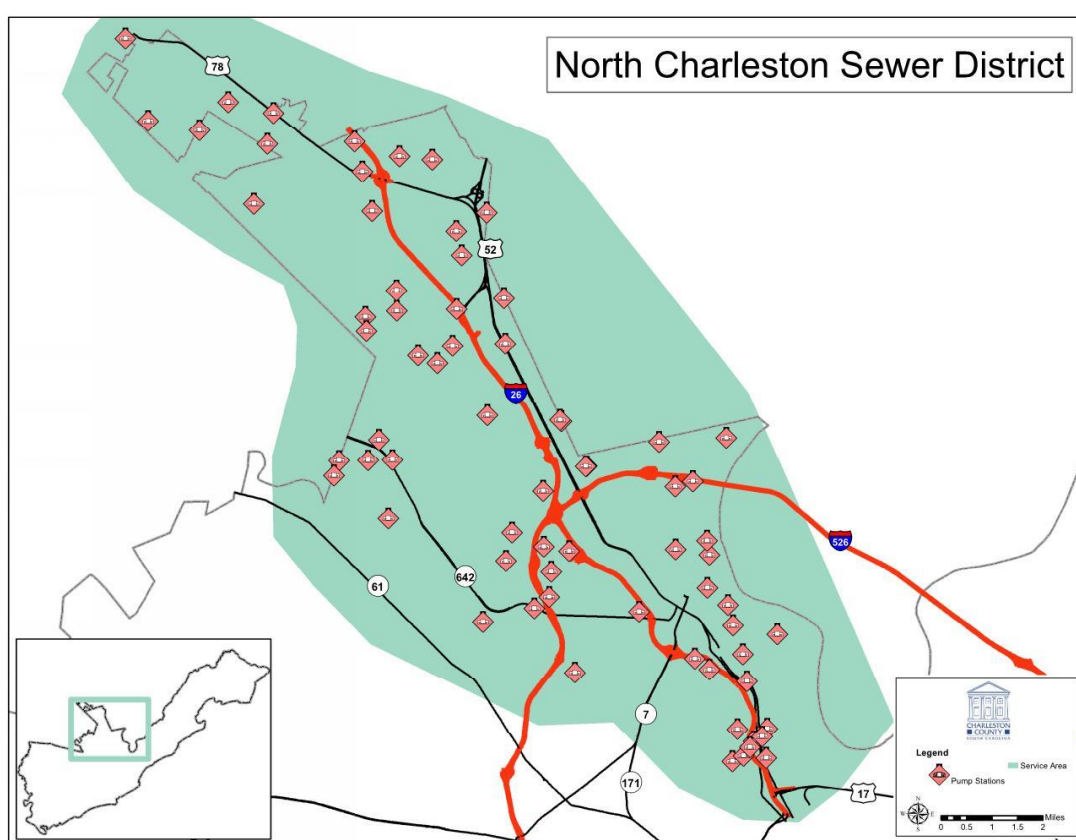 North Charleston Sewer District
78
52
26
526
642
61
7
171
17
CHARLESTON
COUNTY
SOUTH CAROLINA
Legend
Pump Stations
Service Area
N
W E
S
Miles
0 0.5 1 1.5 2